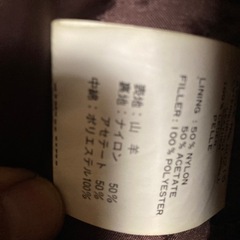 LINING : 50% NYLON
50% ACETATE
FILLER: 100% POLYESTER
表地: 山 羊
裏地: ナイロン 50%
アセテート 50%
中綿: ポリエステル100%